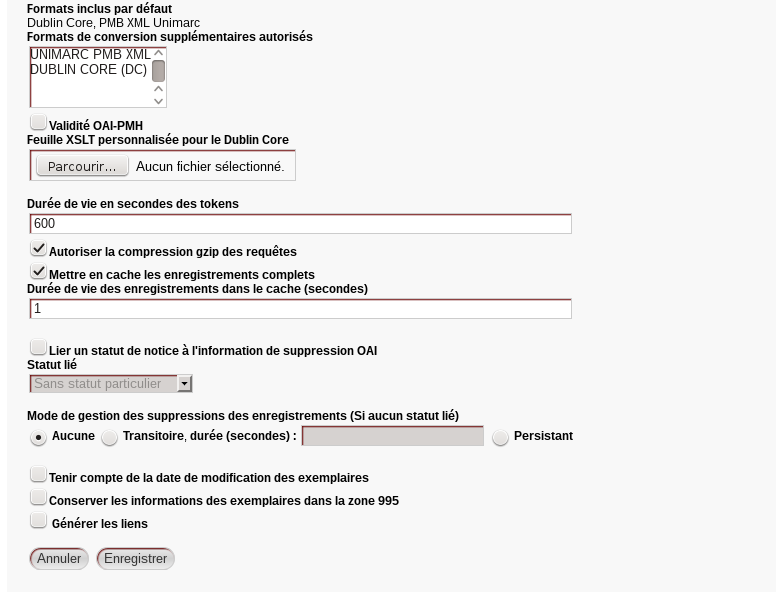 Formats inclus par défaut
Dublin Core, PMB XML Unimarc
Formats de conversion supplémentaires autorisés
UNIMARC PMB XML
DUBLIN CORE (DC)
Validité OAI-PMH
Feuille XSLT personnalisée pour le Dublin Core
Parcourir... Aucun fichier sélectionné.
Durée de vie en secondes des tokens
600
Autoriser la compression gzip des requêtes
Mettre en cache les enregistrements complets
Durée de vie des enregistrements dans le cache (secondes)
1
Lier un statut de notice à l'information de suppression OAI
Statut lié
Sans statut particulier
Mode de gestion des suppressions des enregistrements (Si aucun statut lié)
Aucune Transitoire, durée (secondes) : Persistant
Tenir compte de la date de modification des exemplaires
Conserver les informations des exemplaires dans la zone 995
Générer les liens
Annuler Enregistrer